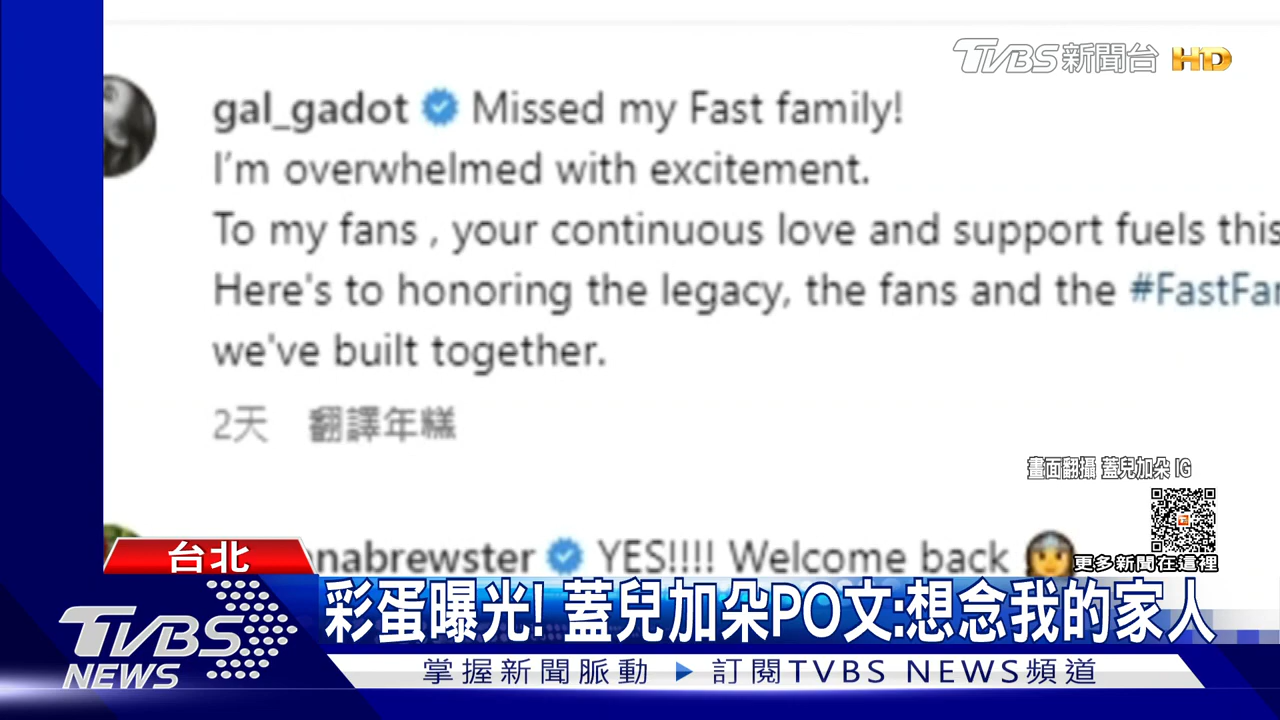 TVBS新聞台 HD
gal_gadot Missed my Fast family!
I'm overwhelmed with excitement.
To my fans , your continuous love and support fuels this
Here's to honoring the legacy, the fans and the #FastFa
we've built together.
2天 翻譯年糕
畫面翻攝 蓋兒加朵 IG
nabrewster YES!!!! Welcome back
更多新聞在這裡
台北
彩蛋曝光! 蓋兒加朵PO文:想念我的家人
TVBS NEWS
掌握新聞脈動 ▶ 訂閱TVBS NEWS頻道